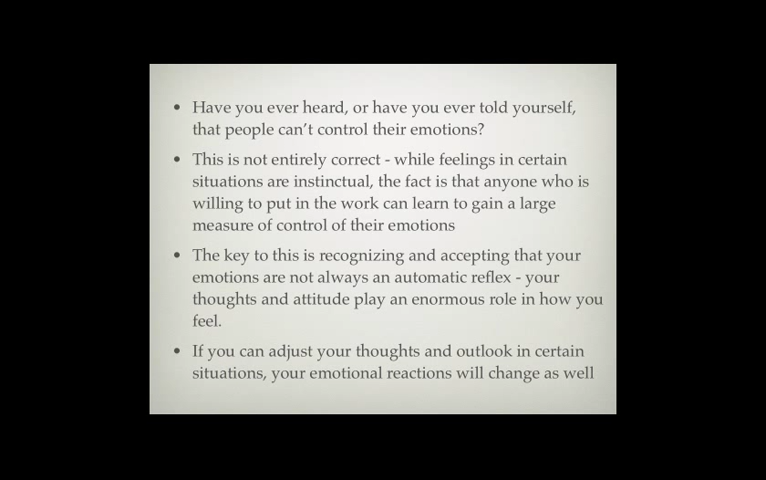 • Have you ever heard, or have you ever told yourself,
that people can't control their emotions?
• This is not entirely correct - while feelings in certain
situations are instinctual, the fact is that anyone who is
willing to put in the work can learn to gain a large
measure of control of their emotions
• The key to this is recognizing and accepting that your
emotions are not always an automatic reflex - your
thoughts and attitude play an enormous role in how you
feel.
• If you can adjust your thoughts and outlook in certain
situations, your emotional reactions will change as well